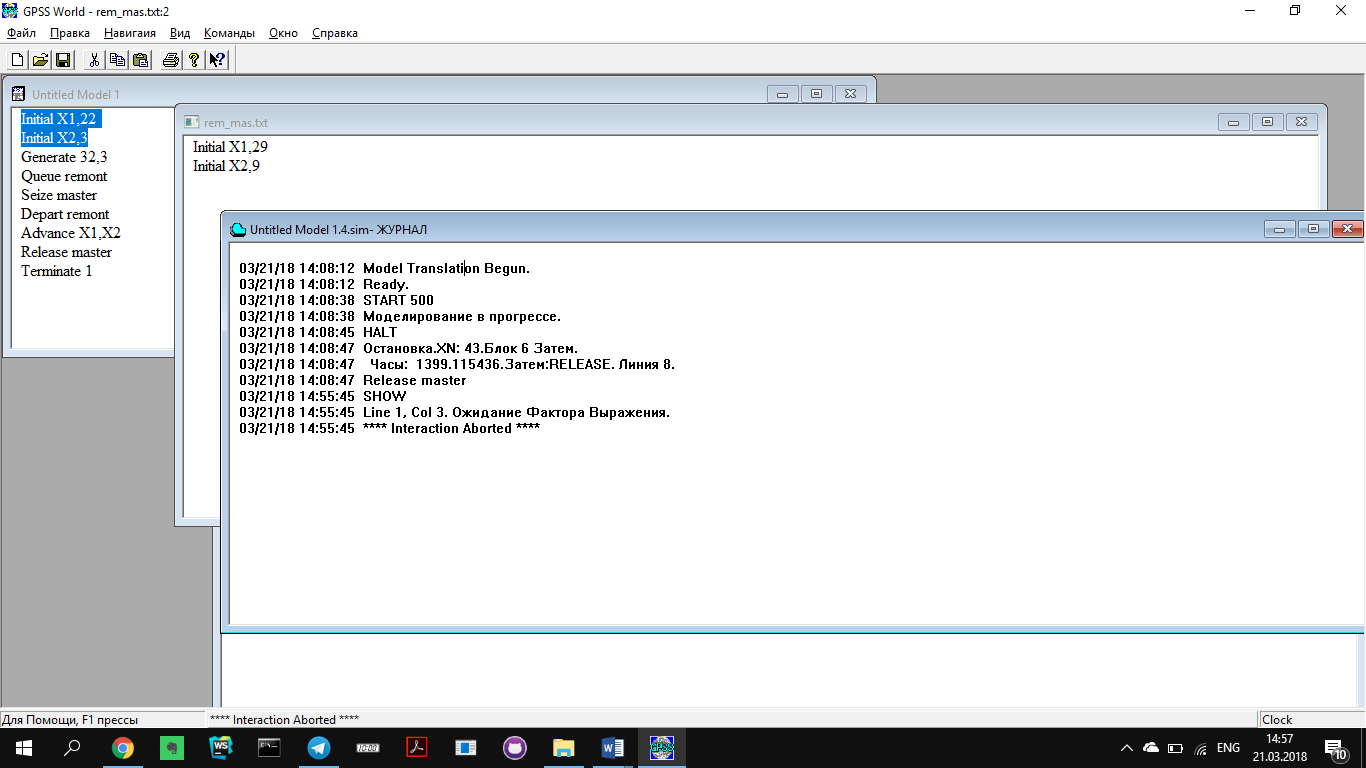 GPSS World - rem_mas.txt:2
Файл Правка Навигаия Вид Команды Окно Справка
Untitled Model 1
Initial X1,22
Initial X2,3
Generate 32,3
Queue remont
Seize master
Depart remont
Advance X1,X2
Release master
Terminate 1
rem_mas.txt
Initial X1,29
Initial X2,9
Untitled Model 1.4.sim- ЖУРНАЛ
03/21/18 14:08:12 Model Translation Begun.
03/21/18 14:08:12 Ready.
03/21/18 14:08:38 START 500
03/21/18 14:08:38 Моделирование в прогрессе.
03/21/18 14:08:45 HALT
03/21/18 14:08:47 Остановка.XN: 43.Блок 6 Затем.
03/21/18 14:08:47 Часы: 1399.115436.Затем:RELEASE. Линия 8.
03/21/18 14:08:47 Release master
03/21/18 14:55:45 SHOW
03/21/18 14:55:45 Line 1, Col 3. Ожидание Фактора Выражения.
03/21/18 14:55:45 **** Interaction Aborted ****
Для Помощи, F1 прессы **** Interaction Aborted **** Clock
ENG
14:57
21.03.2018
10